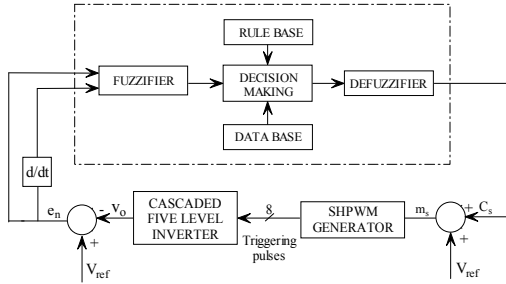 RULE BASE
FUZZIFIER
DECISION
MAKING
DEFUZZIFIER
DATA BASE
d/dt
e_n
- v_o
CASCADED
FIVE LEVEL
INVERTER
8
Triggering
pulses
SHPWM
GENERATOR
m_s
+
C_s
+
V_ref
+
V_ref